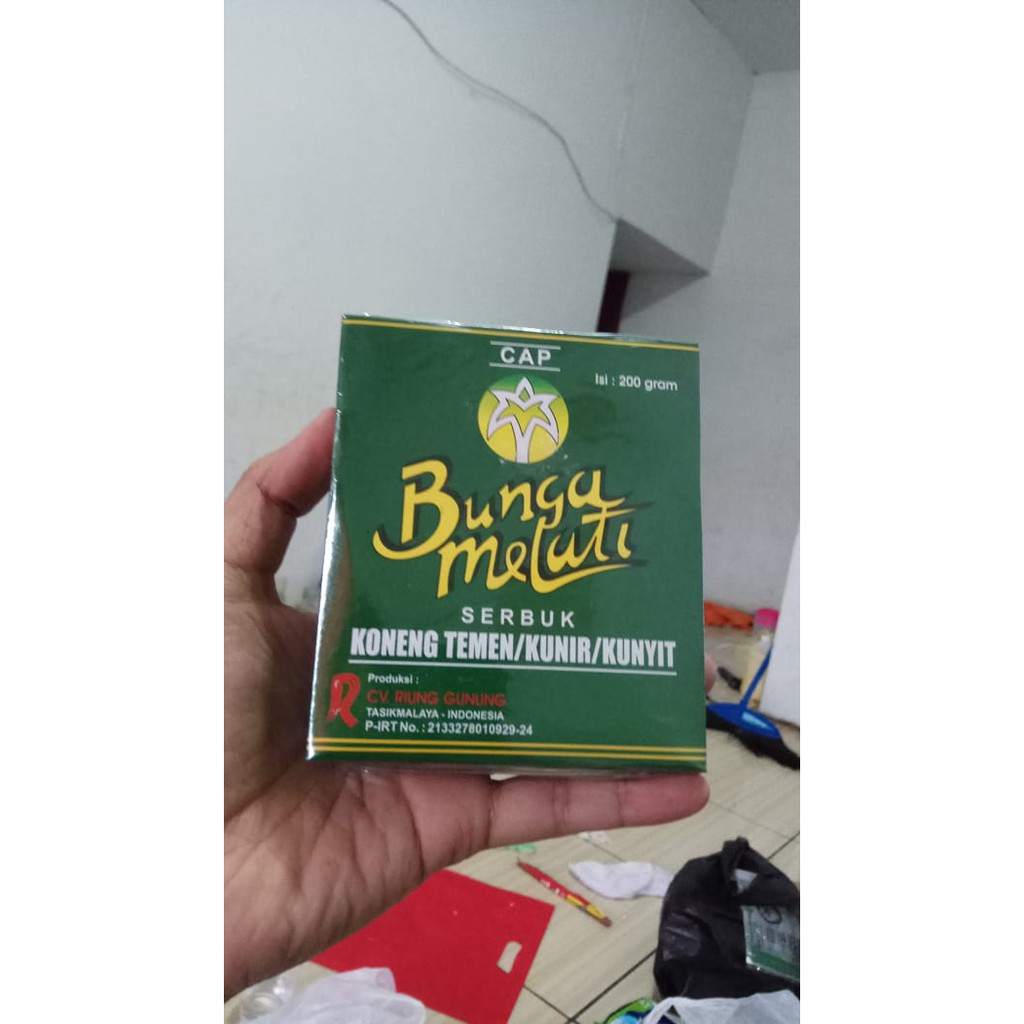 CAP
Isi : 200 gram
Bunga
Melati
SERBUK
KONENG TEMEN/KUNIR/KUNYIT
Produksi :
CV. RIUNG GUNUNG
TASIKMALAYA - INDONESIA
P-IRT No. : 2133278010929-24